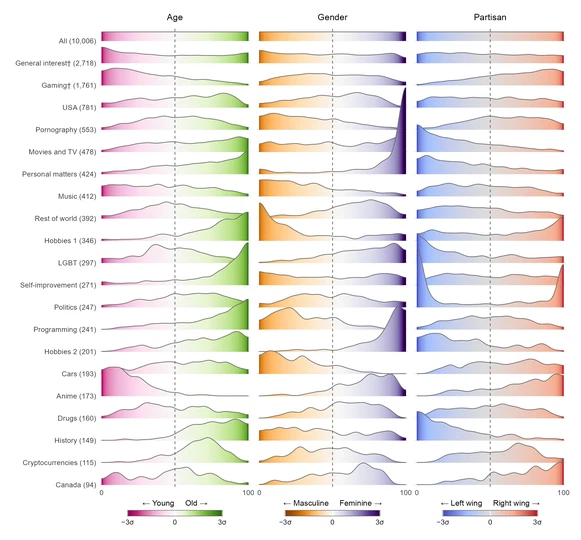 Age Gender Partisan
All (10,006)
General interest† (2,718)
Gaming† (1,761)
USA (781)
Pornography (553)
Movies and TV (476)
Personal matters (424)
Music (412)
Rest of world (392)
Hobbies 1 (346)
LGBT (297)
Self-improvement (271)
Politics (247)
Programming (241)
Hobbies 2 (201)
Cars (193)
Anime (173)
Drugs (160)
History (149)
Cryptocurrencies (115)
Canada (94)
0 100 0 100 0 100
← Young Old → ← Masculine Feminine → ← Left wing Right wing →
−3σ 0 3σ −3σ 0 3σ −3σ 0 3σ